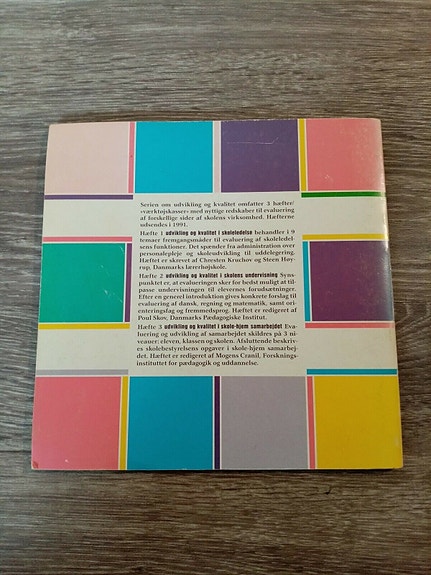 Serien om udvikling og kvalitet omfatter 3 hæfter/
›værktøjskasser‹ med nyttige redskaber til evaluering
af forskellige sider af skolens virksomhed. Hæfterne
udsendes i 1991.
Hæfte 1 udvikling og kvalitet i skoleledelse behandler i 9
temaer fremgangsmåder til evaluering af skoleledel-
sens funktioner. Det spænder fra administration over
personalepleje og skoleudvikling til uddelegering.
Hæftet er skrevet af Chresten Kruchov og Steen Høy-
rup, Danmarks lærerhøjskole.
Hæfte 2 udvikling og kvalitet i skolens undervisning Syns-
punktet er, at evalueringen sker for bedst muligt at til-
passe undervisningen til elevernes forudsætninger.
Efter en generel introduktion gives konkrete forslag til
evaluering af dansk, regning og matematik, samt ori-
enteringsfag og fremmedsprog. Hæftet er redigeret af
Poul Skov, Danmarks Pædagogiske Institut.
Hæfte 3 udvikling og kvalitet i skole-hjem samarbejdet Eva-
luering og udvikling af samarbejdet skildres på 3 ni-
veauer: eleven, klassen og skolen. Afsluttende beskriv-
es skolebestyrelsens opgaver i skole-hjem samarbej-
det. Hæftet er redigeret af Mogens Cranil, Forsknings-
instituttet for pædagogik og uddannelse.